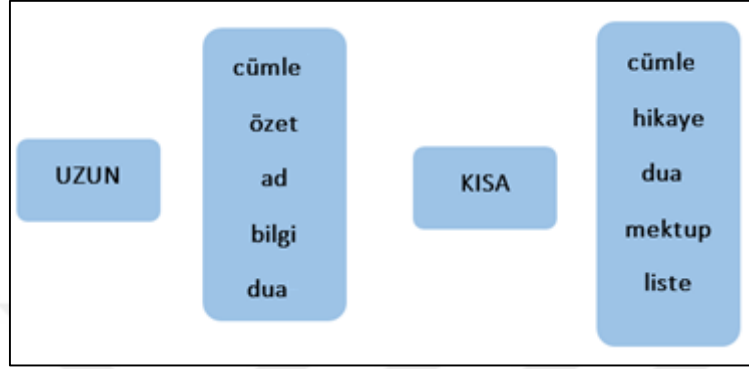 UZUN
cümle
özet
ad
bilgi
dua
KISA
cümle
hikaye
dua
mektup
liste